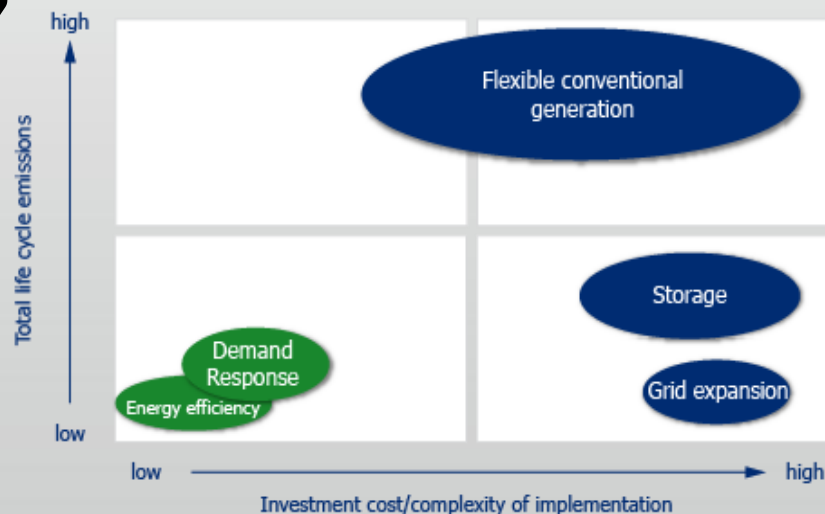 high
Flexible conventional
generation
Total life cycle emissions
Storage
Demand
Response
Grid expansion
Energy efficiency
low
low
high
Investment cost/complexity of implementation